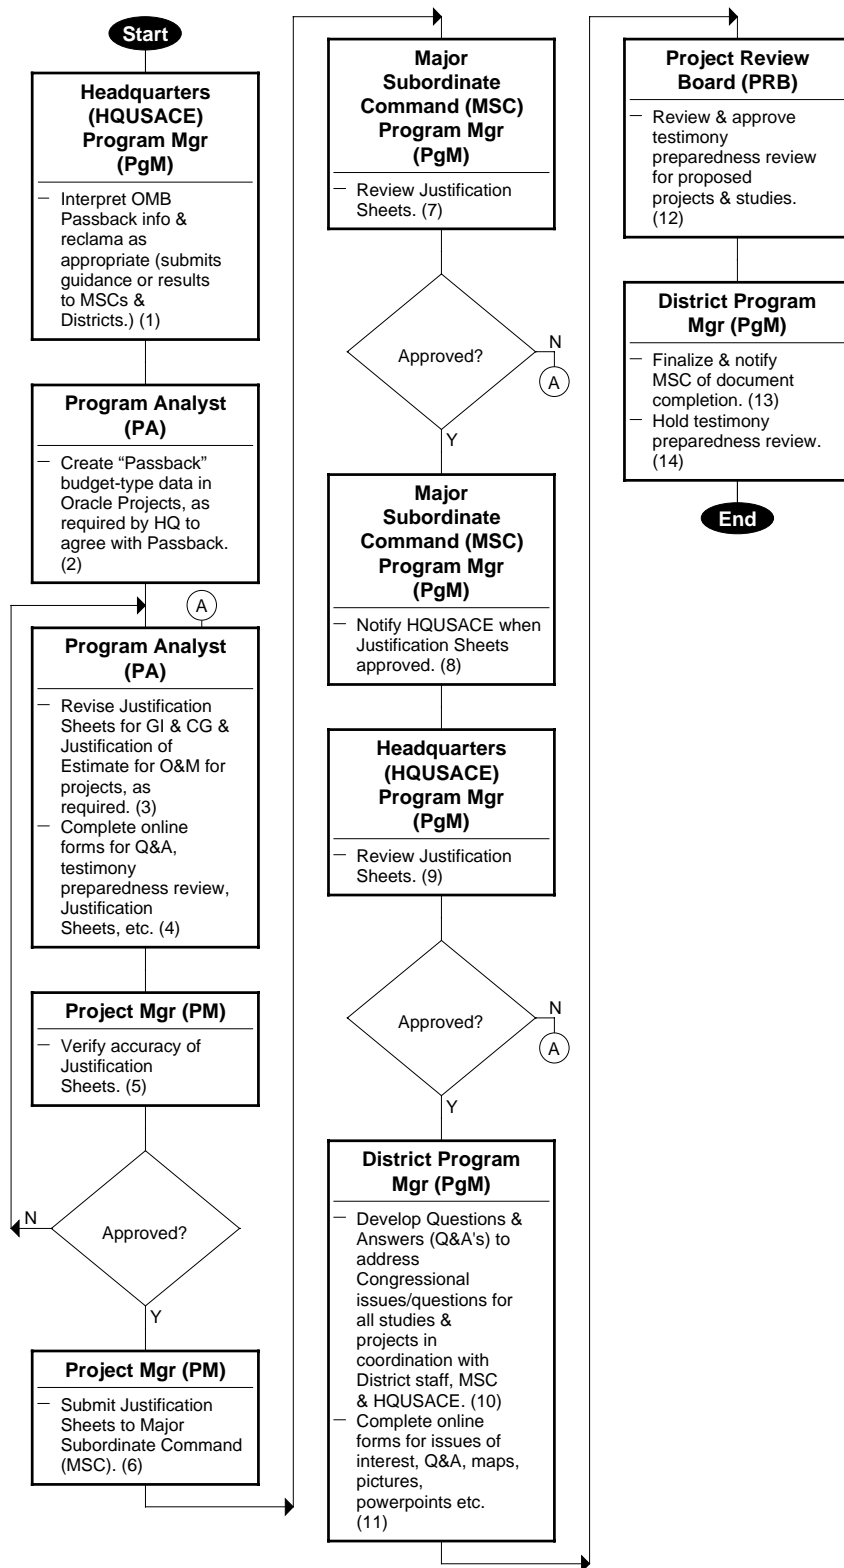 Start
Headquarters
(HQUSACE)
Program Mgr
(PgM)
— Interpret OMB
Passback info &
reclama as
appropriate (submits
guidance or results
to MSCs &
Districts.) (1)
Program Analyst
(PA)
— Create “Passback”
budget-type data in
Oracle Projects, as
required by HQ to
agree with Passback.
(2)
A
Program Analyst
(PA)
— Revise Justification
Sheets for GI & CG &
Justification of
Estimate for O&M for
projects, as
required. (3)
— Complete online
forms for Q&A,
testimony
preparedness review,
Justification
Sheets, etc. (4)
Project Mgr (PM)
— Verify accuracy of
Justification
Sheets. (5)
N
Approved?
Y
Project Mgr (PM)
— Submit Justification
Sheets to Major
Subordinate Command
(MSC). (6)
Major
Subordinate
Command (MSC)
Program Mgr
(PgM)
— Review Justification
Sheets. (7)
Approved?
N
A
Y
Major
Subordinate
Command (MSC)
Program Mgr
(PgM)
— Notify HQUSACE when
Justification Sheets
approved. (8)
Headquarters
(HQUSACE)
Program Mgr
(PgM)
— Review Justification
Sheets. (9)
Approved?
N
A
Y
District Program
Mgr (PgM)
— Develop Questions &
Answers (Q&A's) to
address
Congressional
issues/questions for
all studies &
projects in
coordination with
District staff, MSC
& HQUSACE. (10)
— Complete online
forms for issues of
interest, Q&A, maps,
pictures,
powerpoints etc.
(11)
Project Review
Board (PRB)
— Review & approve
testimony
preparedness review
for proposed
projects & studies.
(12)
District Program
Mgr (PgM)
— Finalize & notify
MSC of document
completion. (13)
— Hold testimony
preparedness review.
(14)
End